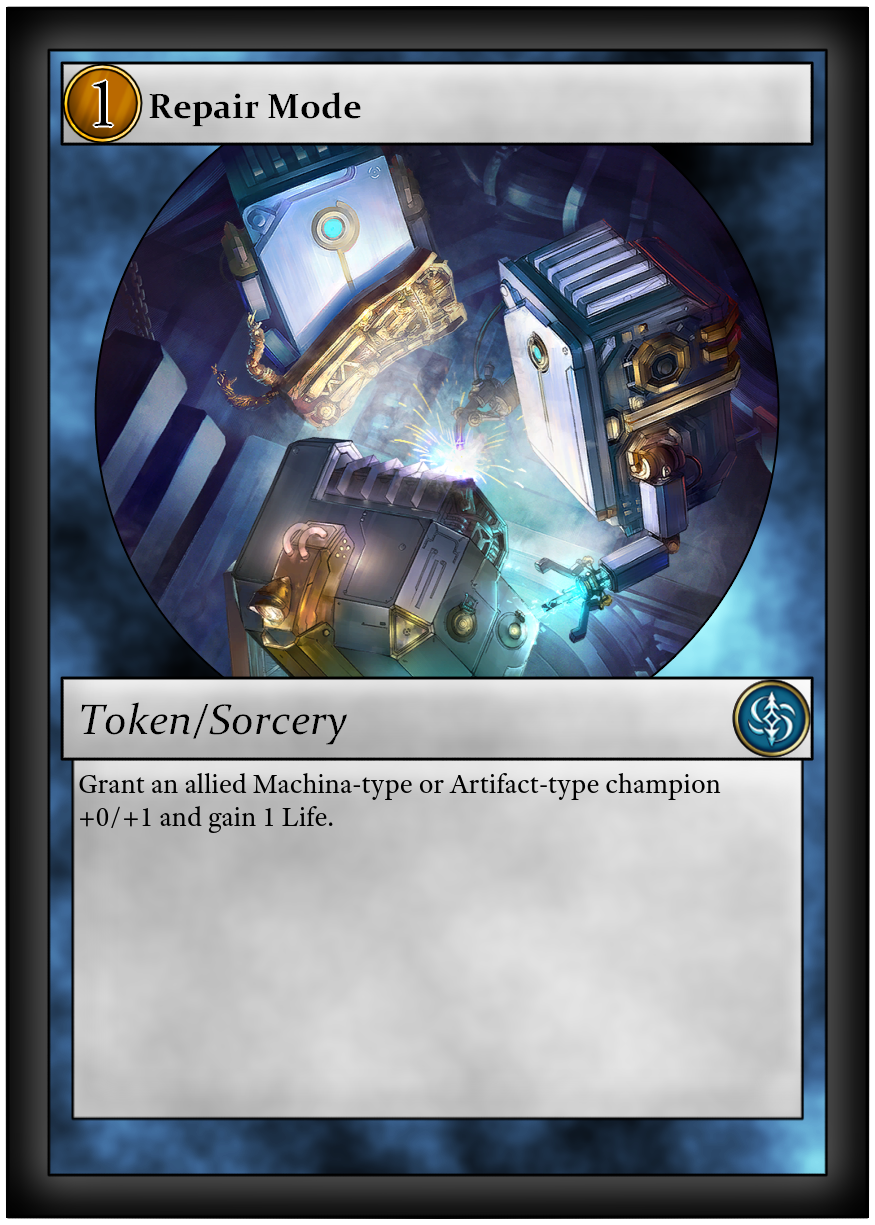 1
Repair Mode
Token/Sorcery
Grant an allied Machina-type or Artifact-type champion
+0/+1 and gain 1 Life.